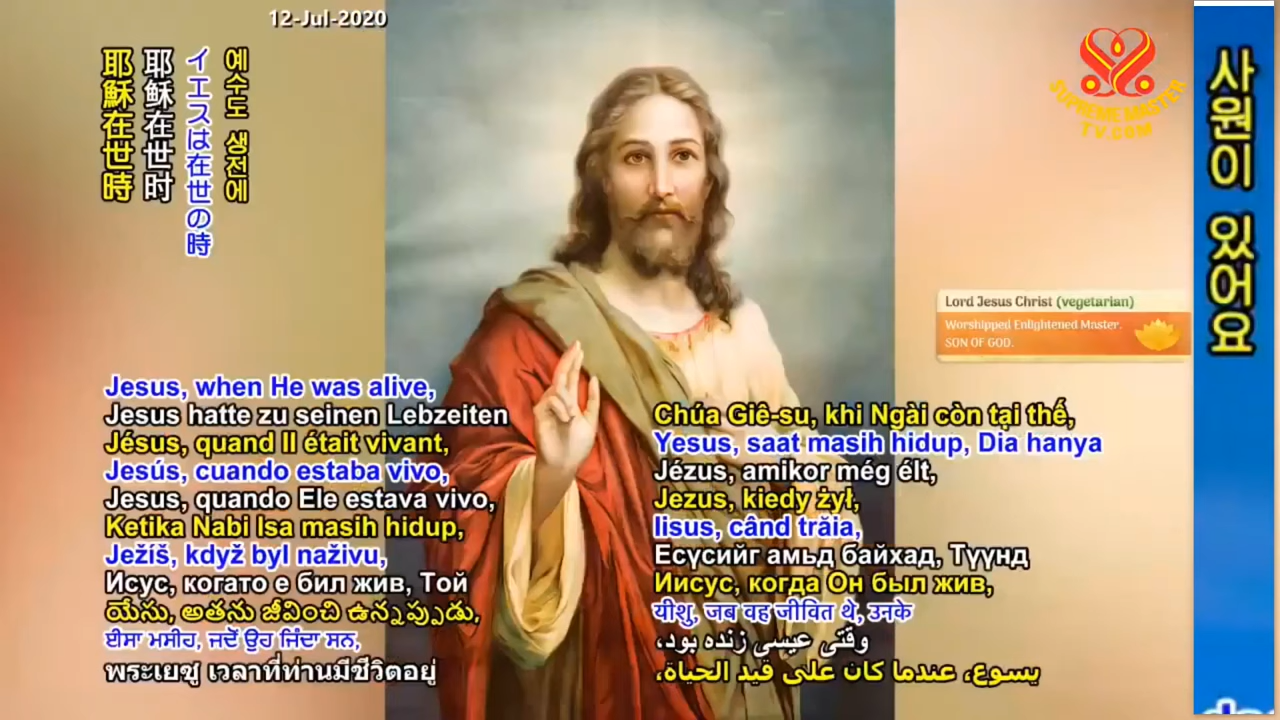 12-Jul-2020
예수도 생전에
イエスは在世の時
耶稣在世时
耶穌在世時
SUPREME MASTER
TV.COM
사원이 있어요
Lord Jesus Christ (vegetarian)
Worshipped Enlightened Master.
SON OF GOD.
Jesus, when He was alive,
Jesus hatte zu seinen Lebzeiten
Jésus, quand Il était vivant,
Jesús, cuando estaba vivo,
Jesus, quando Ele estava vivo,
Ketika Nabi Isa masih hidup,
Ježíš, když byl naživu,
Исус, когато е бил жив, Той
యేసు, అతను జీవించి ఉన్నప్పుడు,
ਈਸਾ ਮਸੀਹ, ਜਦੋਂ ਉਹ ਜਿੰਦਾ ਸਨ,
พระเยซู เวลาที่ท่านมีชีวิตอยู่
Chúa Giê-su, khi Ngài còn tại thế,
Yesus, saat masih hidup, Dia hanya
Jézus, amikor még élt,
Jezus, kiedy żył,
Iisus, când trăia,
Есүсийг амьд байхад, Түүнд
Иисус, когда Он был жив,
यीशु, जब वह जीवित थे, उनके
وقتی عیسی زنده بود،
يسوع، عندما كان على قيد الحياة،